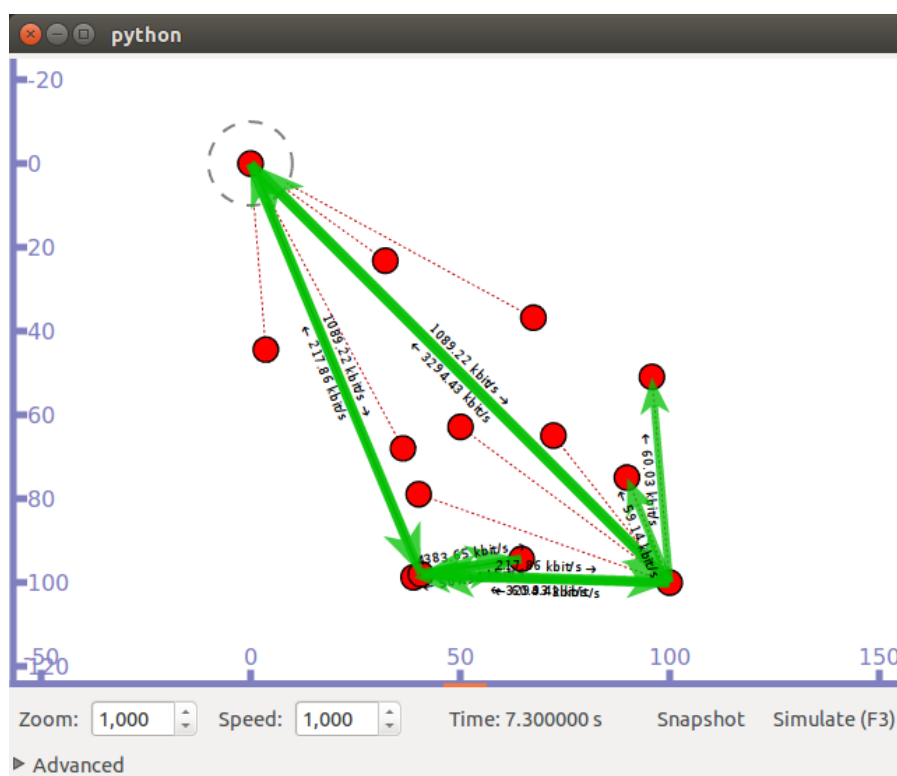 python
-20
0
20
40
60
80
100
120
-50
0
50
100
150
1089.22 kbit/s →
← 217.86 kbit/s
1089.22 kbit/s →
← 3294.43 kbit/s
← 60.03 kbit/s
← 59.14 kbit/s
4383.65 kbit/s →
217.86 kbit/s →
Zoom: 1,000 Speed: 1,000 Time: 7.300000 s Snapshot Simulate (F3)
Advanced